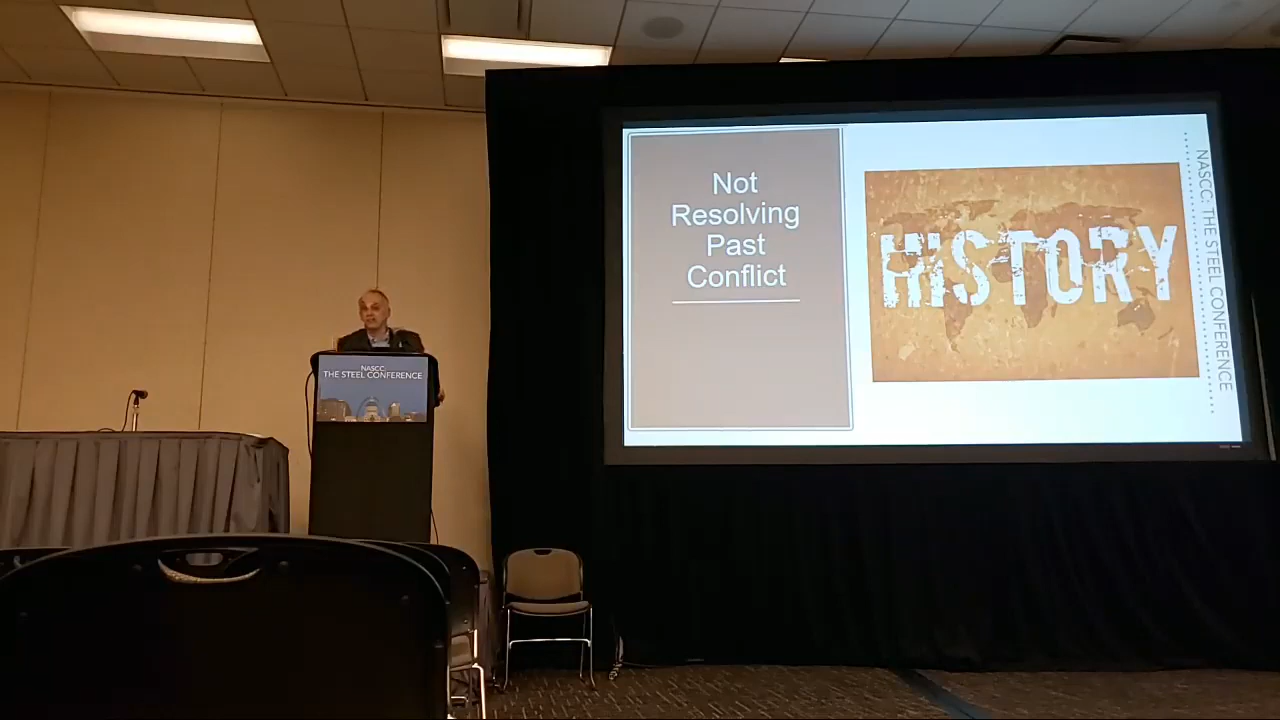 NASCC:
THE STEEL CONFERENCE
Not
Resolving
Past
Conflict
HISTORY
NASCC: THE STEEL CONFERENCE